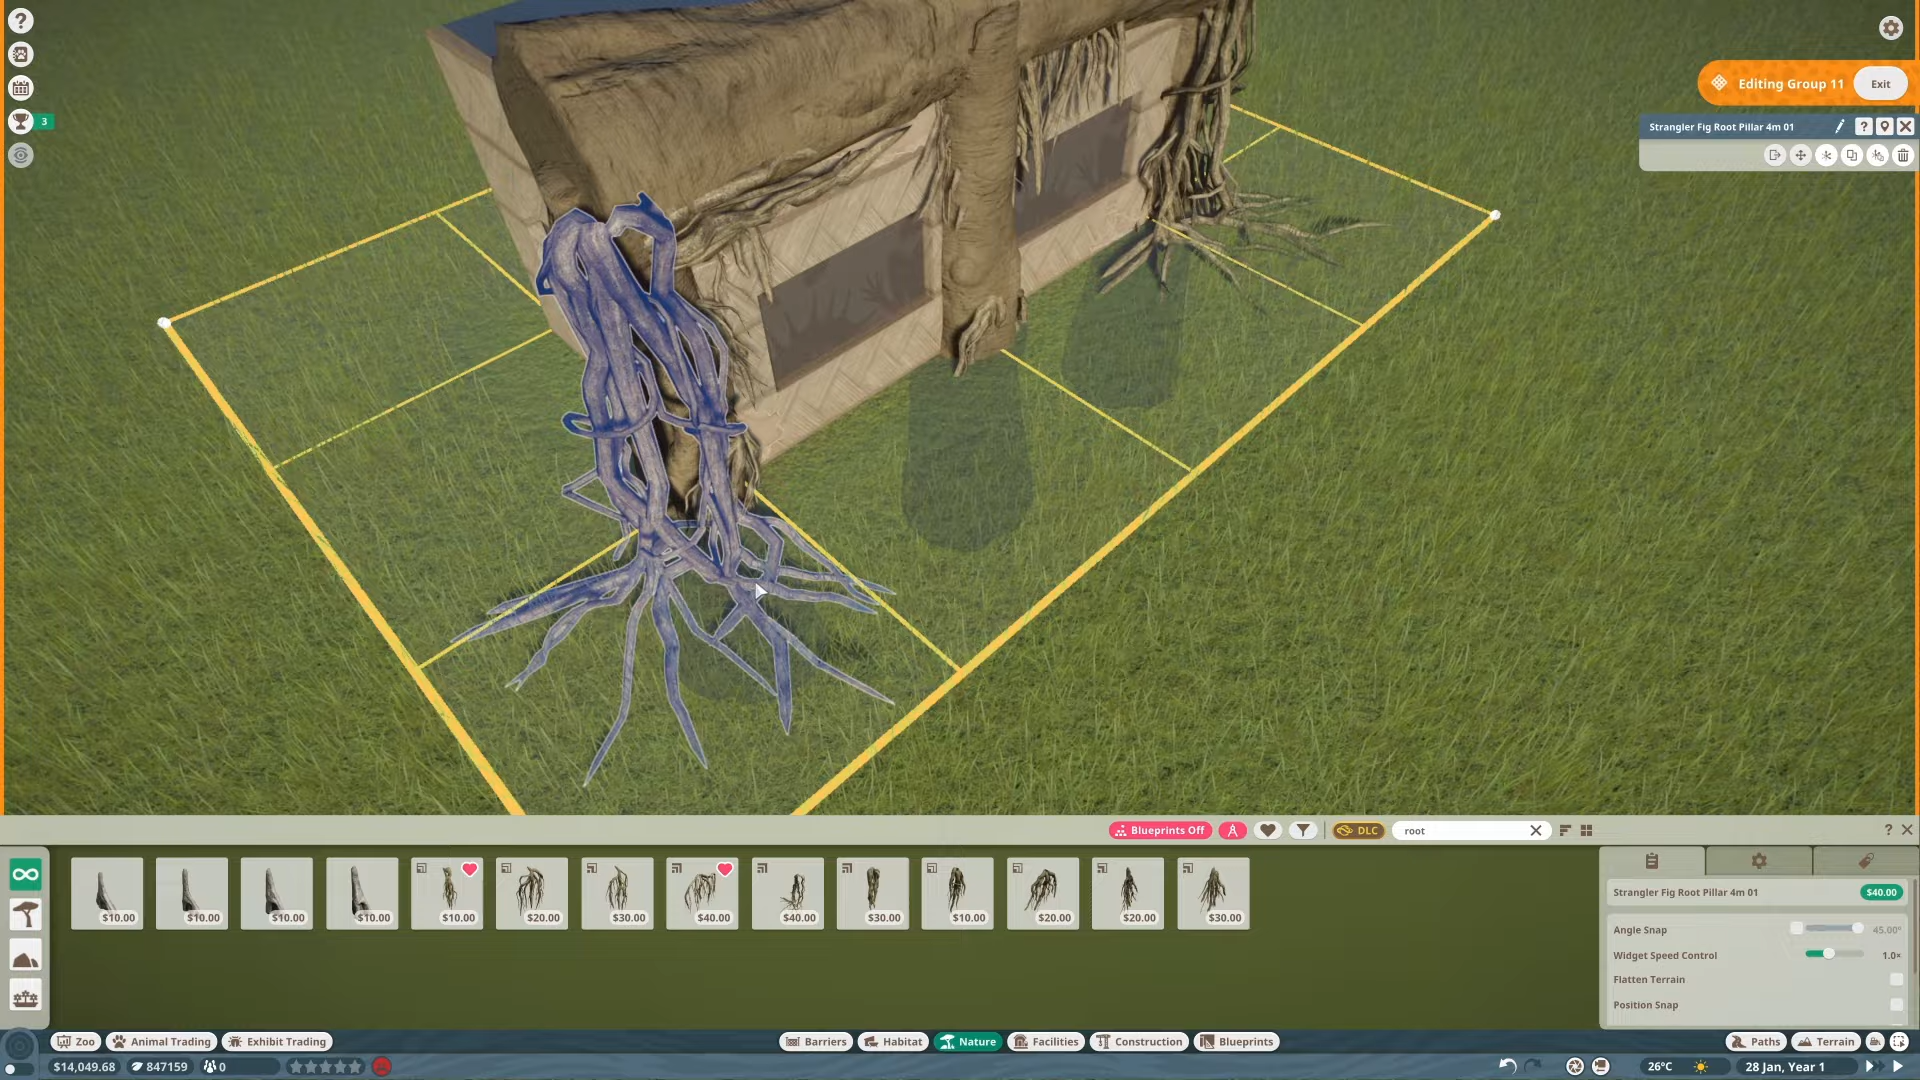 ?
Editing Group 11 Exit
3
Strangler Fig Root Pillar 4m 01 ?
Blueprints Off DLC root ?
$10.00 $10.00 $10.00 $10.00 $10.00 $20.00 $30.00 $40.00 $40.00 $30.00 $10.00 $20.00 $20.00 $30.00
Strangler Fig Root Pillar 4m 01 $40.00
Angle Snap 45.00°
Widget Speed Control 1.0×
Flatten Terrain
Position Snap
Zoo Animal Trading Exhibit Trading Barriers Habitat Nature Facilities Construction Blueprints Paths Terrain
$14,049.68 847159 0 26°C 28 Jan, Year 1